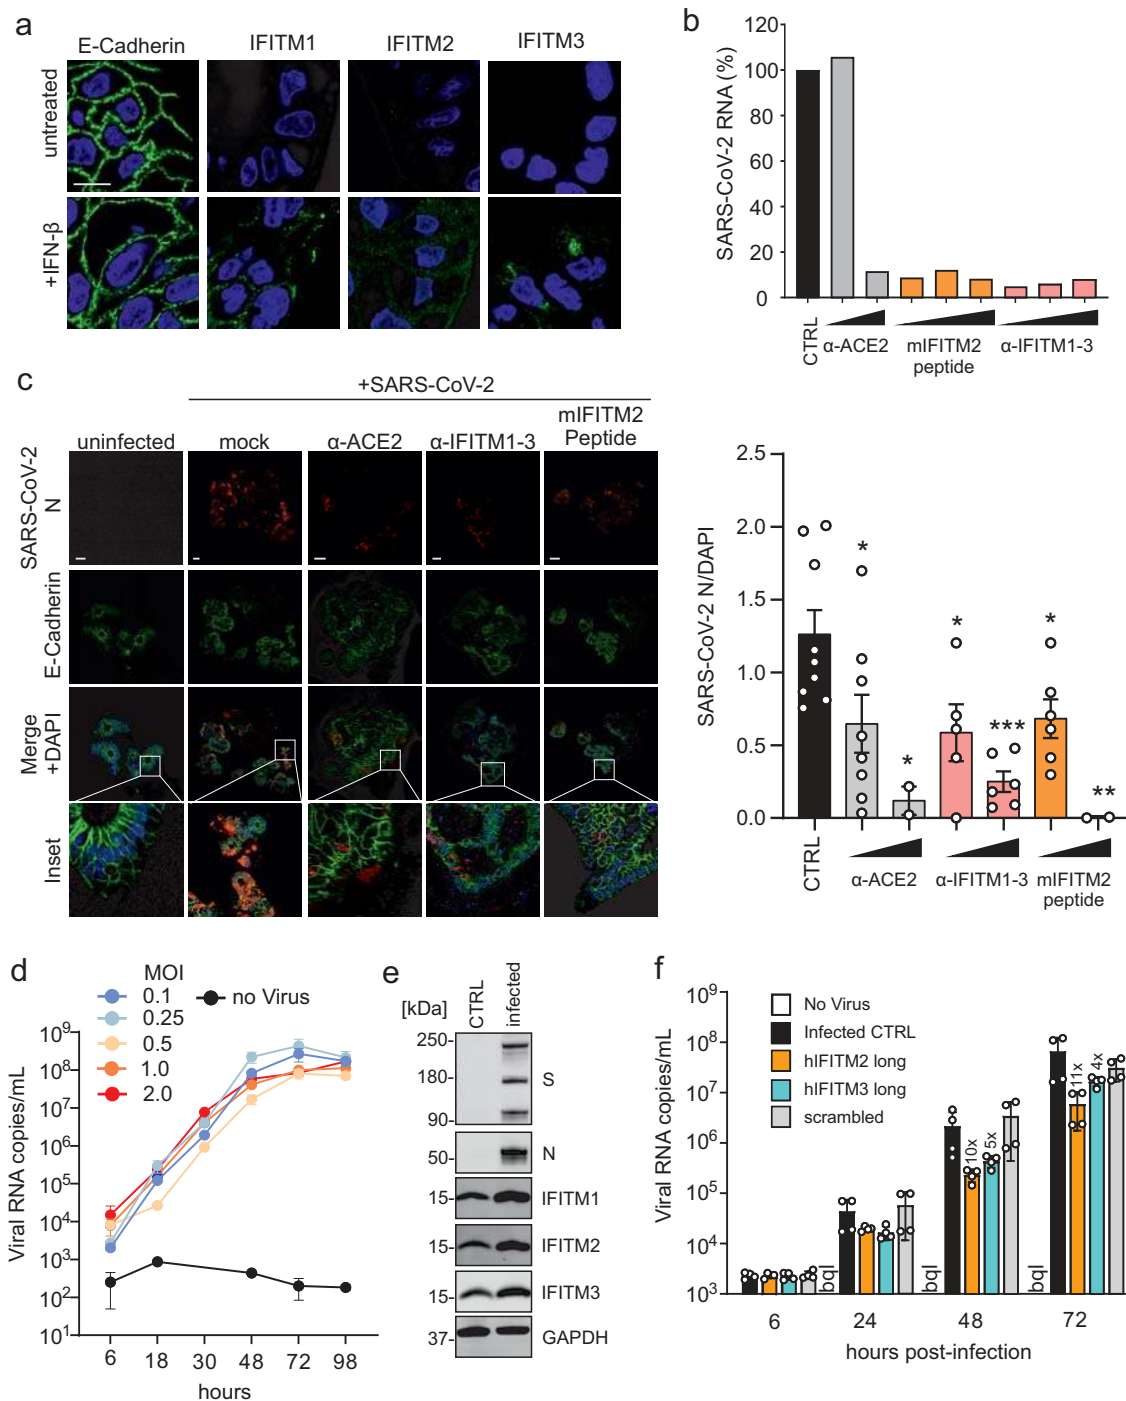 a
E-Cadherin
IFITM1
IFITM2
IFITM3
untreated
+IFN-β
b
SARS-CoV-2 RNA (%)
120
100
80
60
40
20
0
CTRL
α-ACE2
mIFITM2
peptide
α-IFITM1-3
c
+SARS-CoV-2
uninfected
mock
α-ACE2
α-IFITM1-3
mIFITM2
Peptide
SARS-CoV-2
N
E-Cadherin
Merge
+DAPI
Inset
SARS-CoV-2 N/DAPI
2.5
2.0
1.5
1.0
0.5
0.0
*
*
*
***
*
**
CTRL
α-ACE2
α-IFITM1-3
mIFITM2
peptide
d
MOI
0.1
no Virus
0.25
0.5
1.0
2.0
Viral RNA copies/mL
10⁹
10⁸
10⁷
10⁶
10⁵
10⁴
10³
10²
10¹
6 18 30 48 72 98
hours
e
[kDa]
CTRL
infected
250-
180-
90-
S
50-
N
15-
IFITM1
15-
IFITM2
15-
IFITM3
37-
GAPDH
f
No Virus
Infected CTRL
hIFITM2 long
hIFITM3 long
scrambled
Viral RNA copies/mL
10⁹
10⁸
10⁷
10⁶
10⁵
10⁴
10³
bql
bql
10x
5x
bql
11x
4x
6 24 48 72
hours post-infection